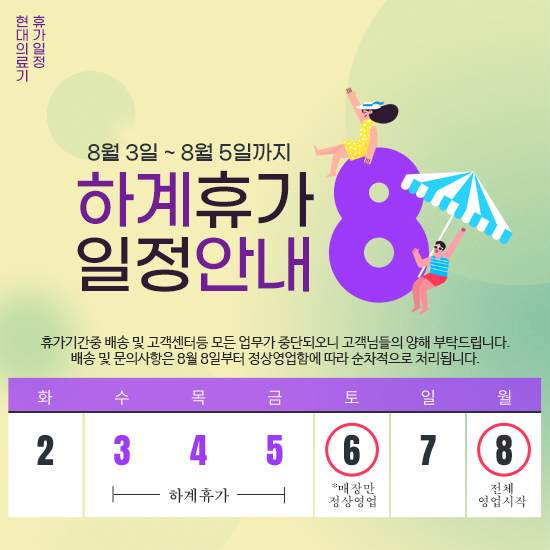 휴가일정
현대의료기
8월 3일 ~ 8월 5일까지
하계휴가
일정안내
8
휴가기간중 배송 및 고객센터등 모든 업무가 중단되오니 고객님들의 양해 부탁드립니다.
배송 및 문의사항은 8월 8일부터 정상영업함에 따라 순차적으로 처리됩니다.
화 수 목 금 토 일 월
2 3 4 5 6 7 8
하계휴가
*매장만
정상영업
전체
영업시작